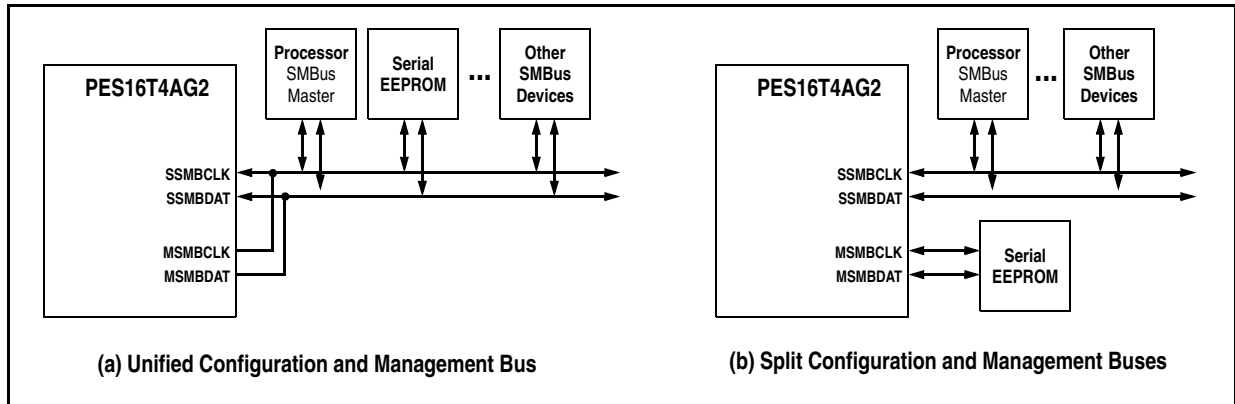 PES16T4AG2
Processor
SMBus
Master
Serial
EEPROM
...
Other
SMBus
Devices
SSMBCLK
SSMBDAT
MSMBCLK
MSMBDAT
(a) Unified Configuration and Management Bus
PES16T4AG2
Processor
SMBus
Master
...
Other
SMBus
Devices
SSMBCLK
SSMBDAT
MSMBCLK
MSMBDAT
Serial
EEPROM
(b) Split Configuration and Management Buses